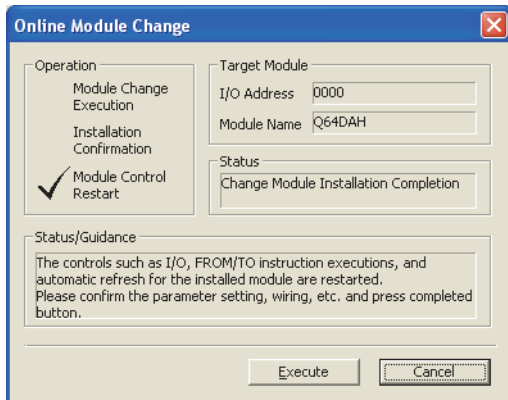 Online Module Change
Operation
Module Change
Execution
Installation
Confirmation
Module Control
Restart
Target Module
I/O Address 0000
Module Name Q64DAH
Status
Change Module Installation Completion
Status/Guidance
The controls such as I/O, FROM/TO instruction executions, and
automatic refresh for the installed module are restarted.
Please confirm the parameter setting, wiring, etc. and press completed
button.
Execute
Cancel